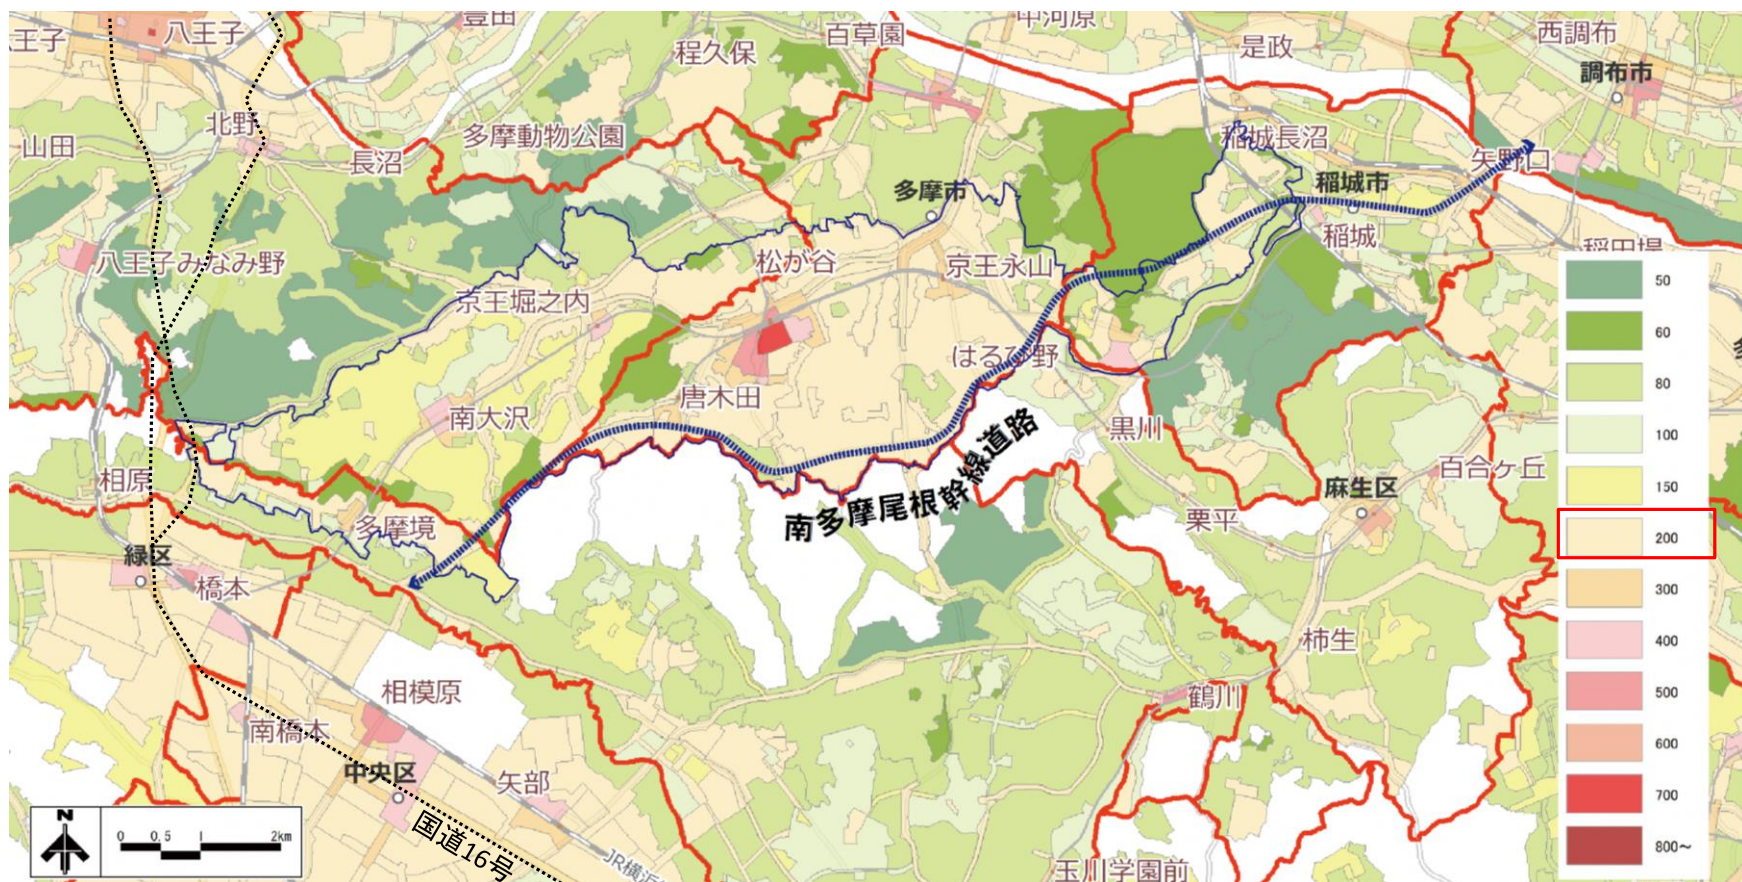 豊田
百草園
中河原
八王子
王子
程久保
是政
西調布
調布市
北野
多摩動物公園
稲城長沼
山田
長沼
矢野口
多摩市
稲城市
稲城
稲田堤
八王子みなみ野
松が谷
京王永山
京王堀之内
はるひ野
唐木田
南大沢
黒川
南多摩尾根幹線道路
相原
百合ヶ丘
麻生区
多摩境
栗平
緑区
橋本
柿生
相模原
鶴川
南橋本
中央区
矢部
国道16号
JR横浜
玉川学園前
50
60
80
100
150
200
300
400
500
600
700
800～
N
0 0.5 1 2km